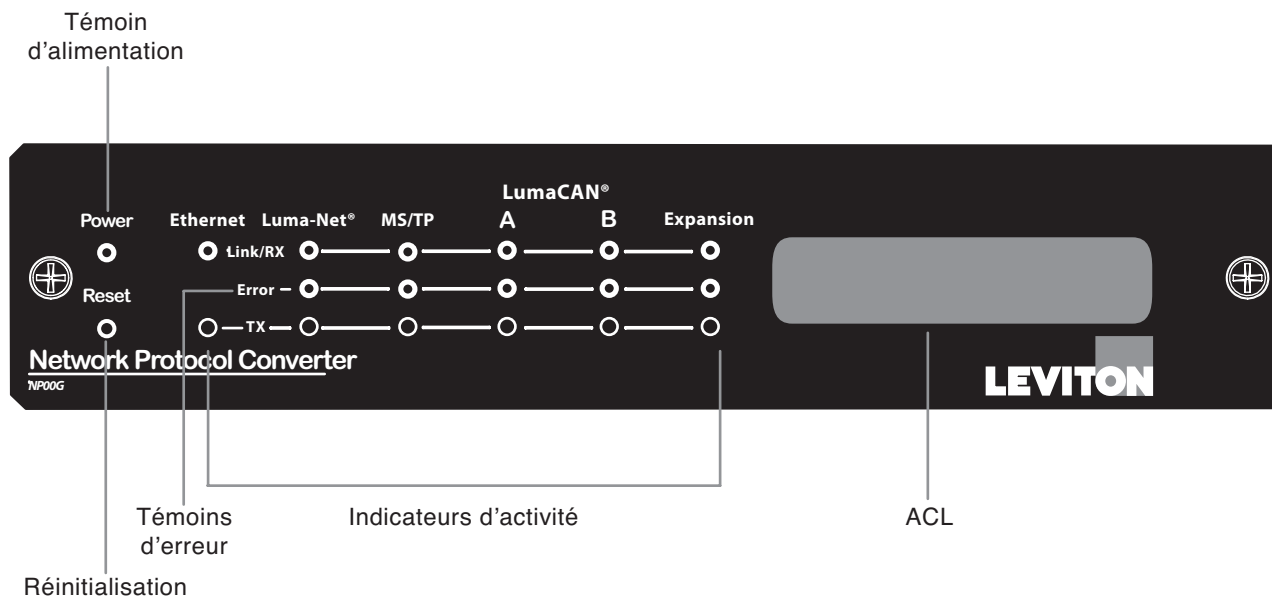 Témoin
d’alimentation
LumaCAN®
Power Ethernet Luma-Net® MS/TP A B Expansion
Link/RX
Reset
Error
TX
Network Protocol Converter
NP00G
LEVITON
Témoins
d’erreur
Indicateurs d’activité
ACL
Réinitialisation